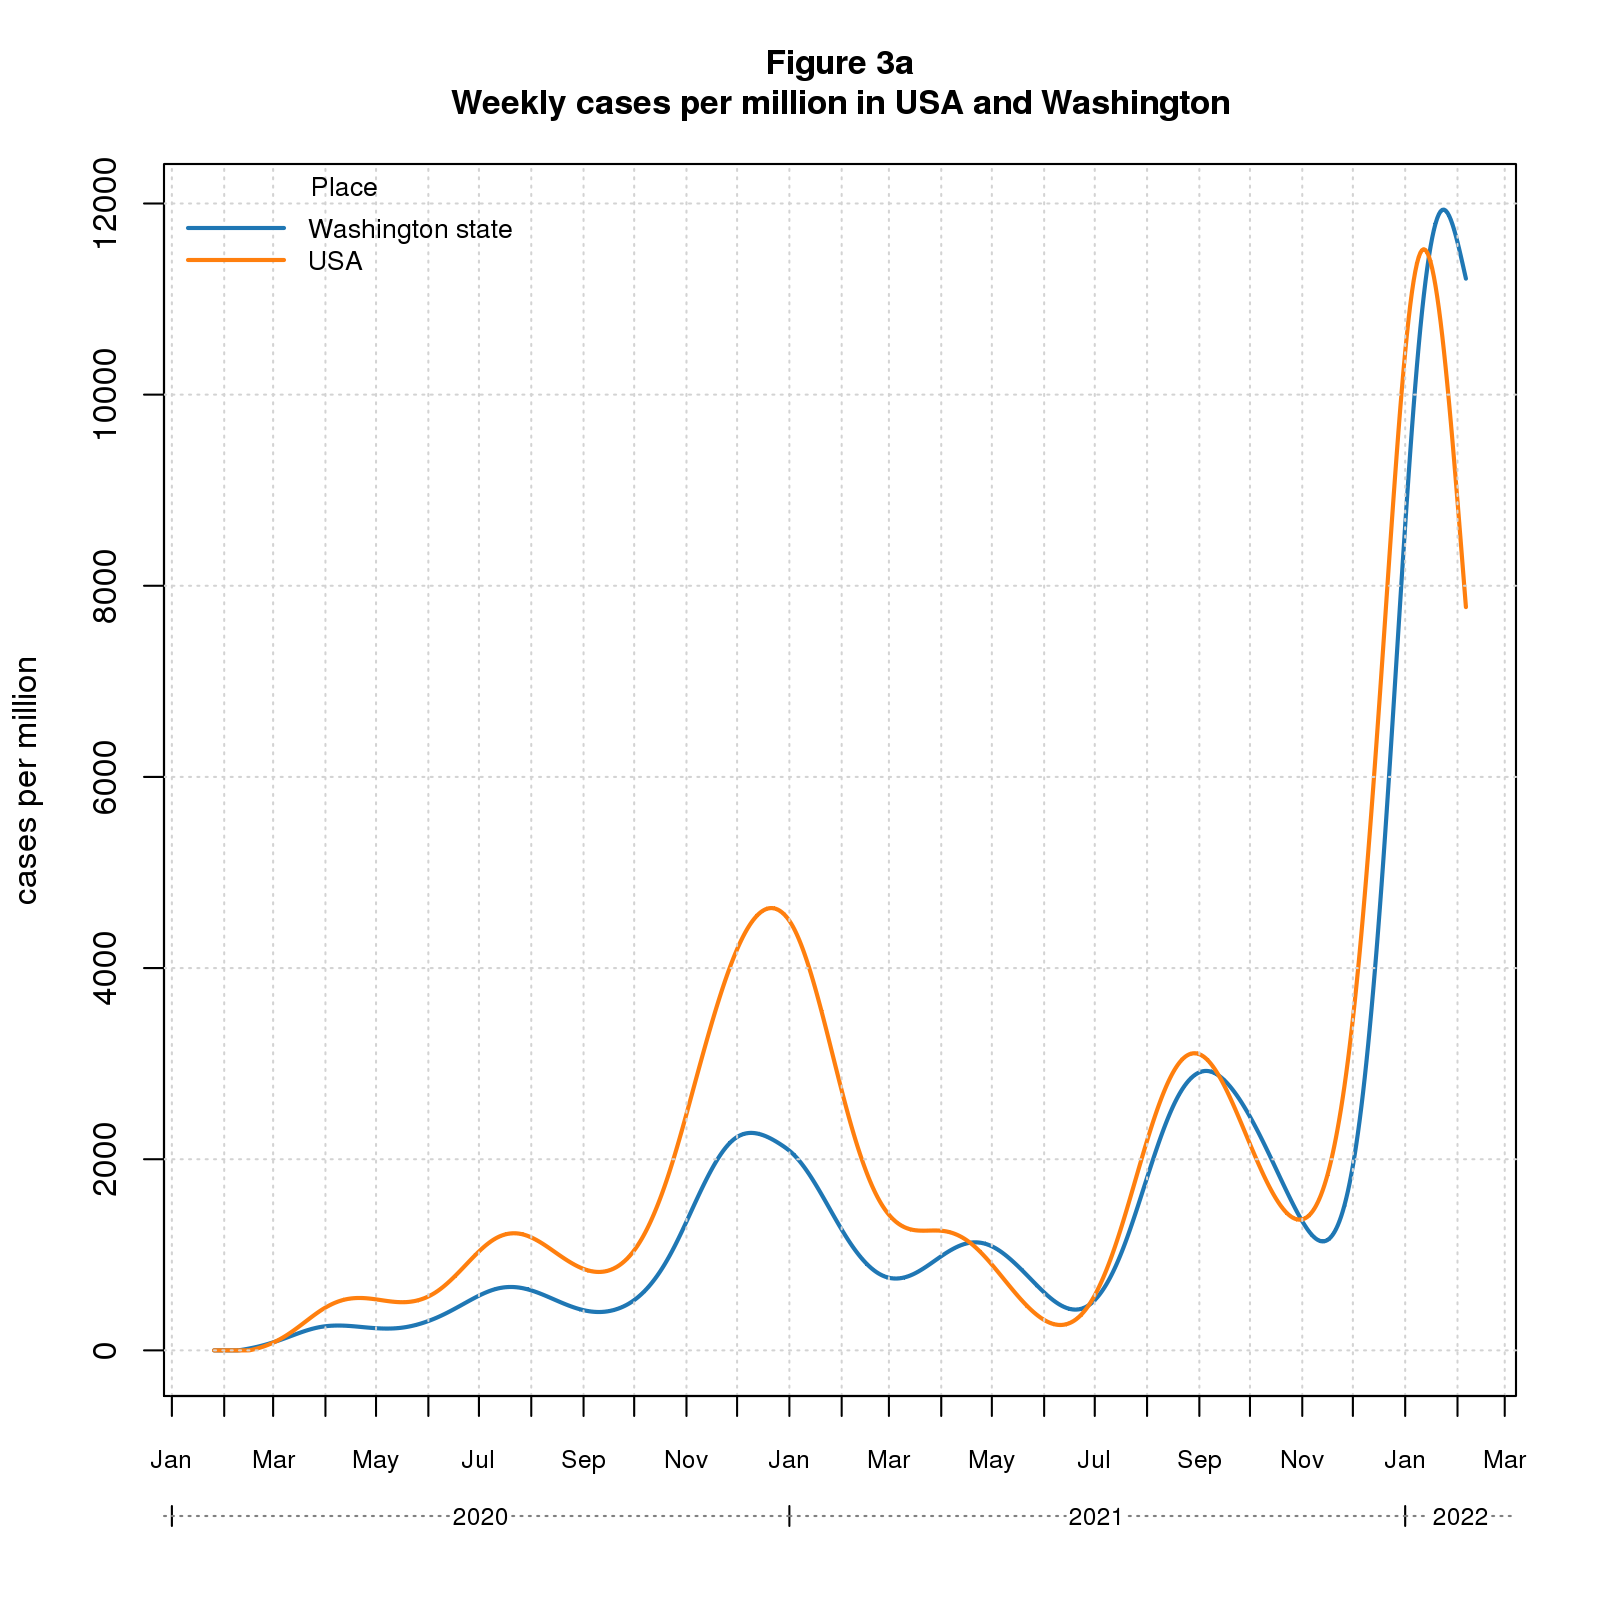 Figure 3a
Weekly cases per million in USA and Washington
Place
Washington state
USA
cases per million
12000
10000
8000
6000
4000
2000
0
Jan Mar May Jul Sep Nov Jan Mar May Jul Sep Nov Jan Mar
2020 2021 2022